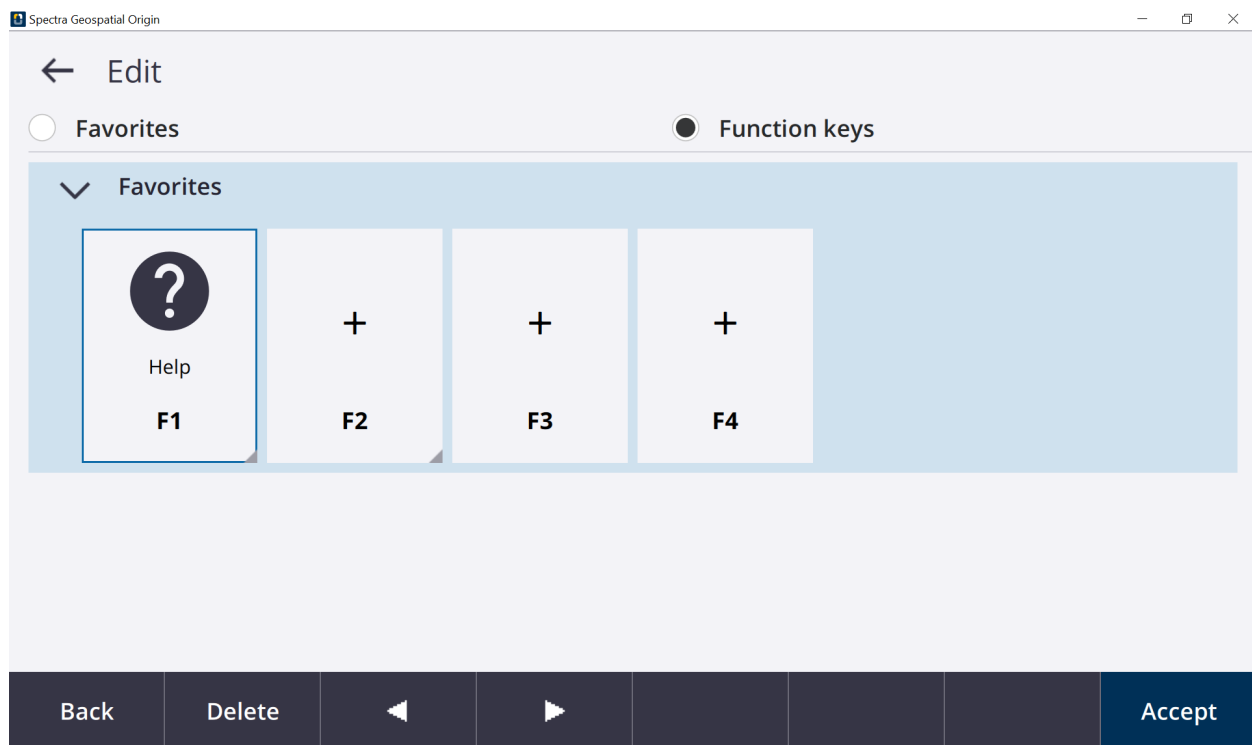 Spectra Geospatial Origin
Edit
Favorites
Function keys
Favorites
Help
F1
F2
F3
F4
Back
Delete
Accept